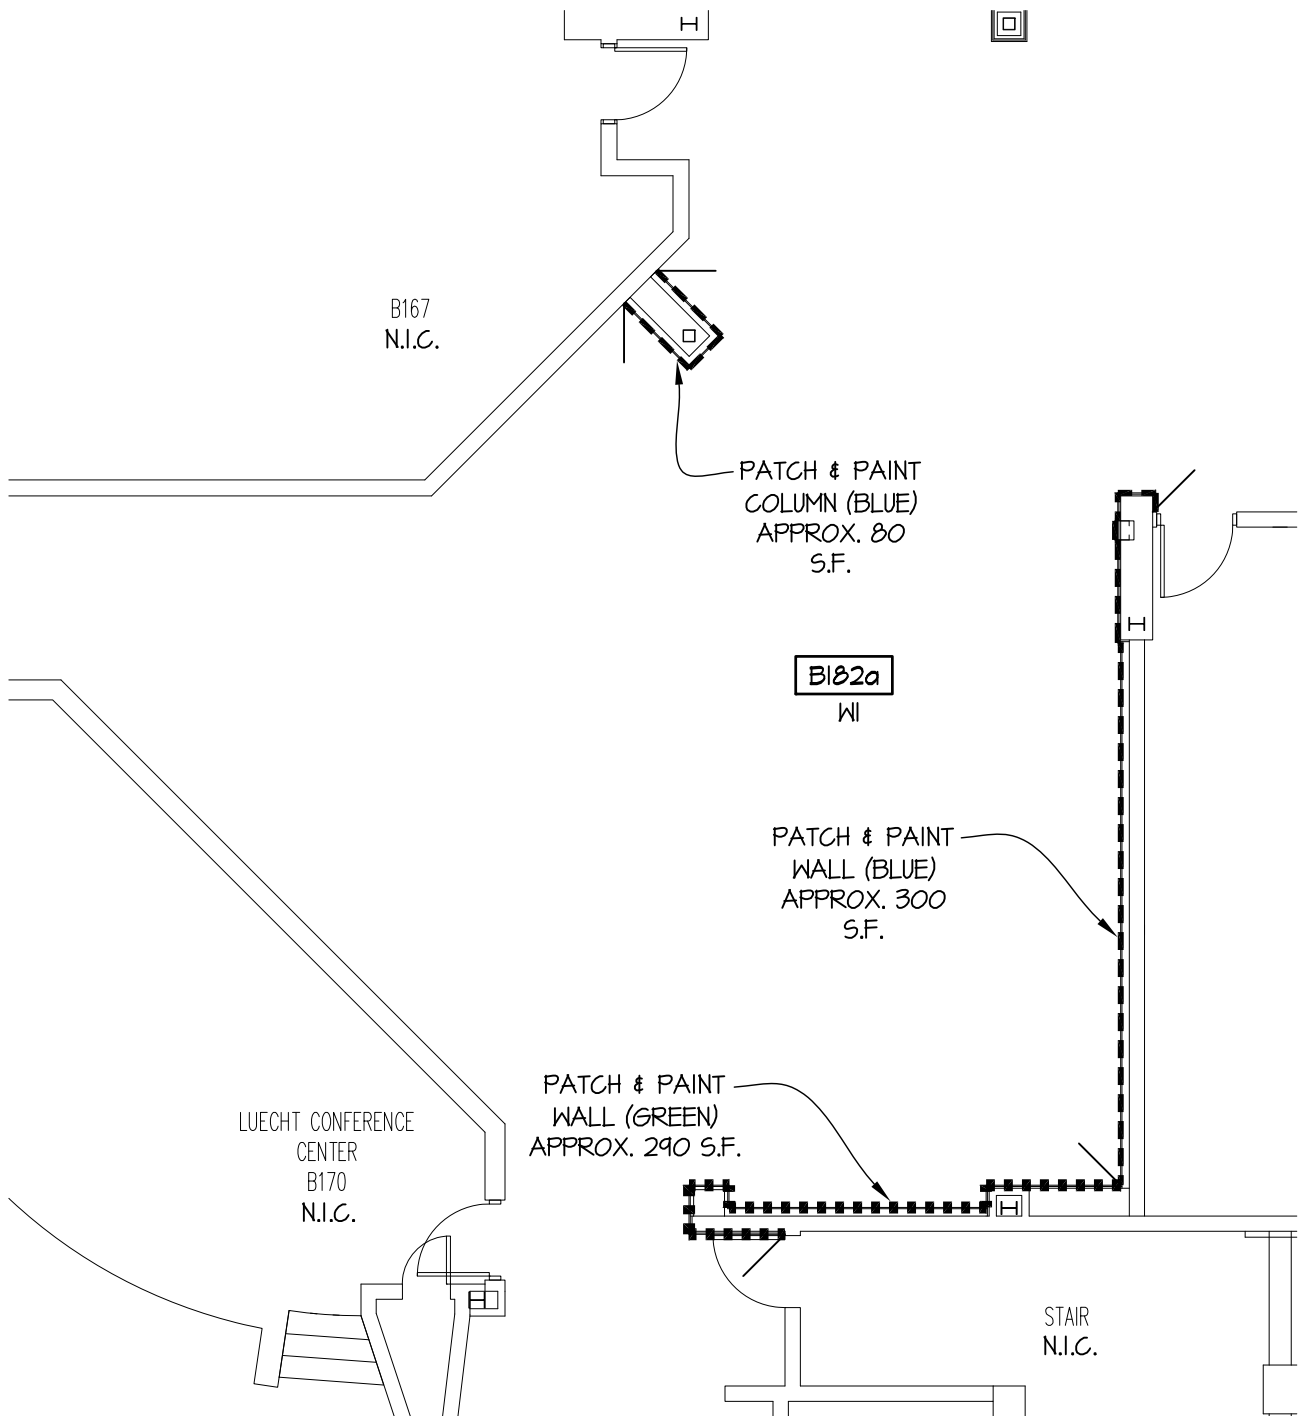 B167
N.I.C.
PATCH & PAINT
COLUMN (BLUE)
APPROX. 80
S.F.
B182a
W1
PATCH & PAINT
WALL (BLUE)
APPROX. 300
S.F.
PATCH & PAINT
WALL (GREEN)
APPROX. 290 S.F.
LUECHT CONFERENCE
CENTER
B170
N.I.C.
STAIR
N.I.C.